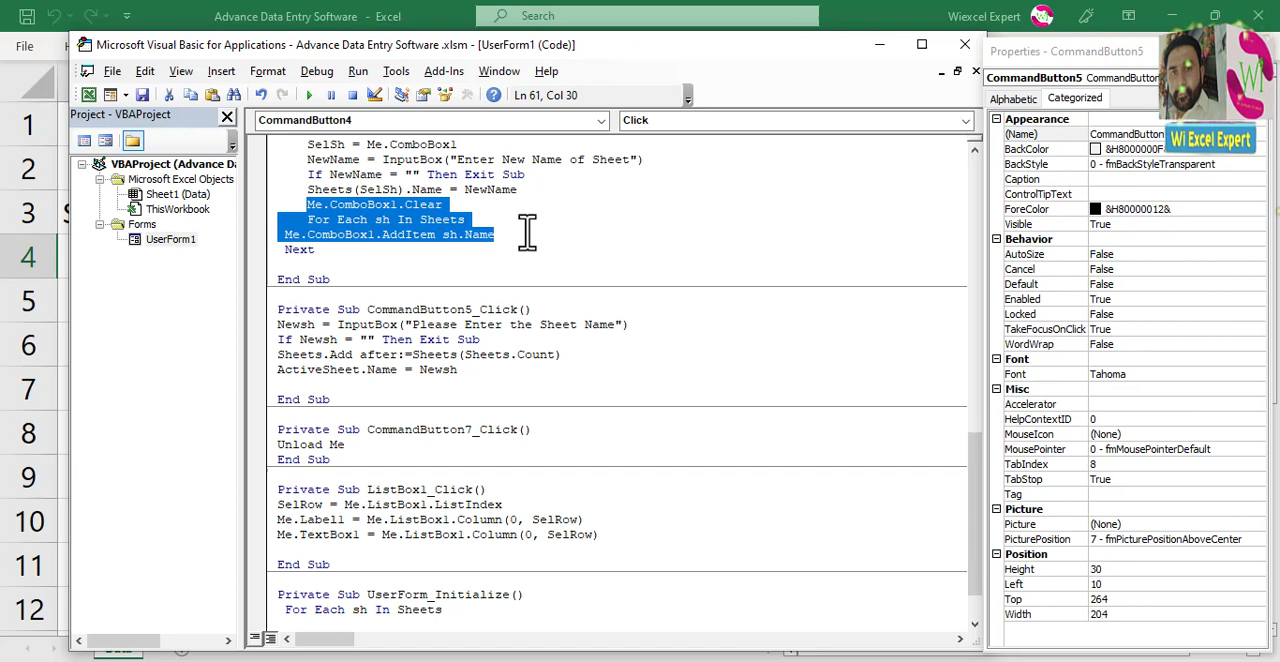 Advance Data Entry Software - Excel
Search
Wiexcel Expert
File
Microsoft Visual Basic for Applications - Advance Data Entry Software .xlsm - [UserForm1 (Code)]
File Edit View Insert Format Debug Run Tools Add-Ins Window Help
Ln 61, Col 30
Project - VBAProject
VBAProject (Advance D
Microsoft Excel Objects
Sheet1 (Data)
ThisWorkbook
Forms
UserForm1
CommandButton4
Click
SelSh = Me.ComboBox1
NewName = InputBox("Enter New Name of Sheet")
If NewName = "" Then Exit Sub
Sheets(SelSh).Name = NewName
Me.ComboBox1.Clear
For Each sh In Sheets
Me.ComboBox1.AddItem sh.Name
Next
End Sub
Private Sub CommandButton5_Click()
Newsh = InputBox("Please Enter the Sheet Name")
If Newsh = "" Then Exit Sub
Sheets.Add after:=Sheets(Sheets.Count)
ActiveSheet.Name = Newsh
End Sub
Private Sub CommandButton7_Click()
Unload Me
End Sub
Private Sub ListBox1_Click()
SelRow = Me.ListBox1.ListIndex
Me.Label1 = Me.ListBox1.Column(0, SelRow)
Me.TextBox1 = Me.ListBox1.Column(0, SelRow)
End Sub
Private Sub UserForm_Initialize()
For Each sh In Sheets
Properties - CommandButton5
CommandButton5 CommandButton
Alphabetic Categorized
Appearance
(Name) CommandButton
BackColor &H8000000F
BackStyle 0 - fmBackStyleTransparent
Caption
ControlTipText
ForeColor &H80000012&
Visible True
Behavior
AutoSize False
Cancel False
Default False
Enabled True
Locked False
TakeFocusOnClick True
WordWrap False
Font
Font Tahoma
Misc
Accelerator
HelpContextID 0
MouseIcon (None)
MousePointer 0 - fmMousePointerDefault
TabIndex 8
TabStop True
Tag
Picture
Picture (None)
PicturePosition 7 - fmPicturePositionAboveCenter
Position
Height 30
Left 10
Top 264
Width 204
Wi Excel Expert
1
2
3
4
5
6
7
8
9
10
11
12